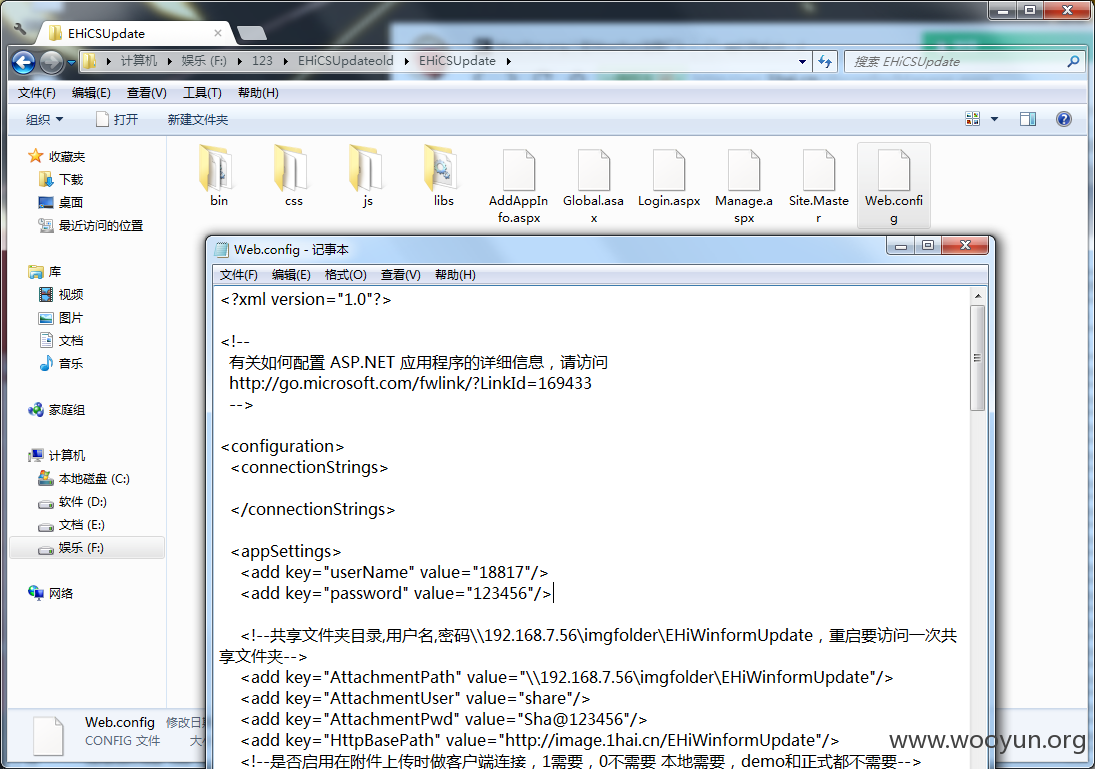 EHiCSUpdate
计算机 娱乐 (F:) 123 EHiCSUpdateold EHiCSUpdate
搜索 EHiCSUpdate
文件(F) 编辑(E) 查看(V) 工具(T) 帮助(H)
组织 打开 新建文件夹
收藏夹
下载
桌面
最近访问的位置
库
视频
图片
文档
音乐
家庭组
计算机
本地磁盘 (C:)
软件 (D:)
文档 (E:)
娱乐 (F:)
网络
bin
css
js
libs
AddAppIn
fo.aspx
Global.asa
x
Login.aspx
Manage.a
spx
Site.Maste
r
Web.confi
g
Web.config - 记事本
文件(F) 编辑(E) 格式(O) 查看(V) 帮助(H)
<?xml version="1.0"?>
<!--
有关如何配置 ASP.NET 应用程序的详细信息，请访问
http://go.microsoft.com/fwlink/?LinkId=169433
-->
<configuration>
<connectionStrings>
</connectionStrings>
<appSettings>
<add key="userName" value="18817"/>
<add key="password" value="123456"/>
<!--共享文件夹目录,用户名,密码\\192.168.7.56\imgfolder\EHiWinformUpdate，重启要访问一次共
享文件夹-->
<add key="AttachmentPath" value="\\192.168.7.56\imgfolder\EHiWinformUpdate"/>
<add key="AttachmentUser" value="share"/>
<add key="AttachmentPwd" value="Sha@123456"/>
<add key="HttpBasePath" value="http://image.1hai.cn/EHiWinformUpdate"/>
<!--是否启用在附件上传时做客户端连接，1需要，0不需要 本地需要，demo和正式都不需要-->
Web.config 修改日
CONFIG 文件
www.wooyun.org